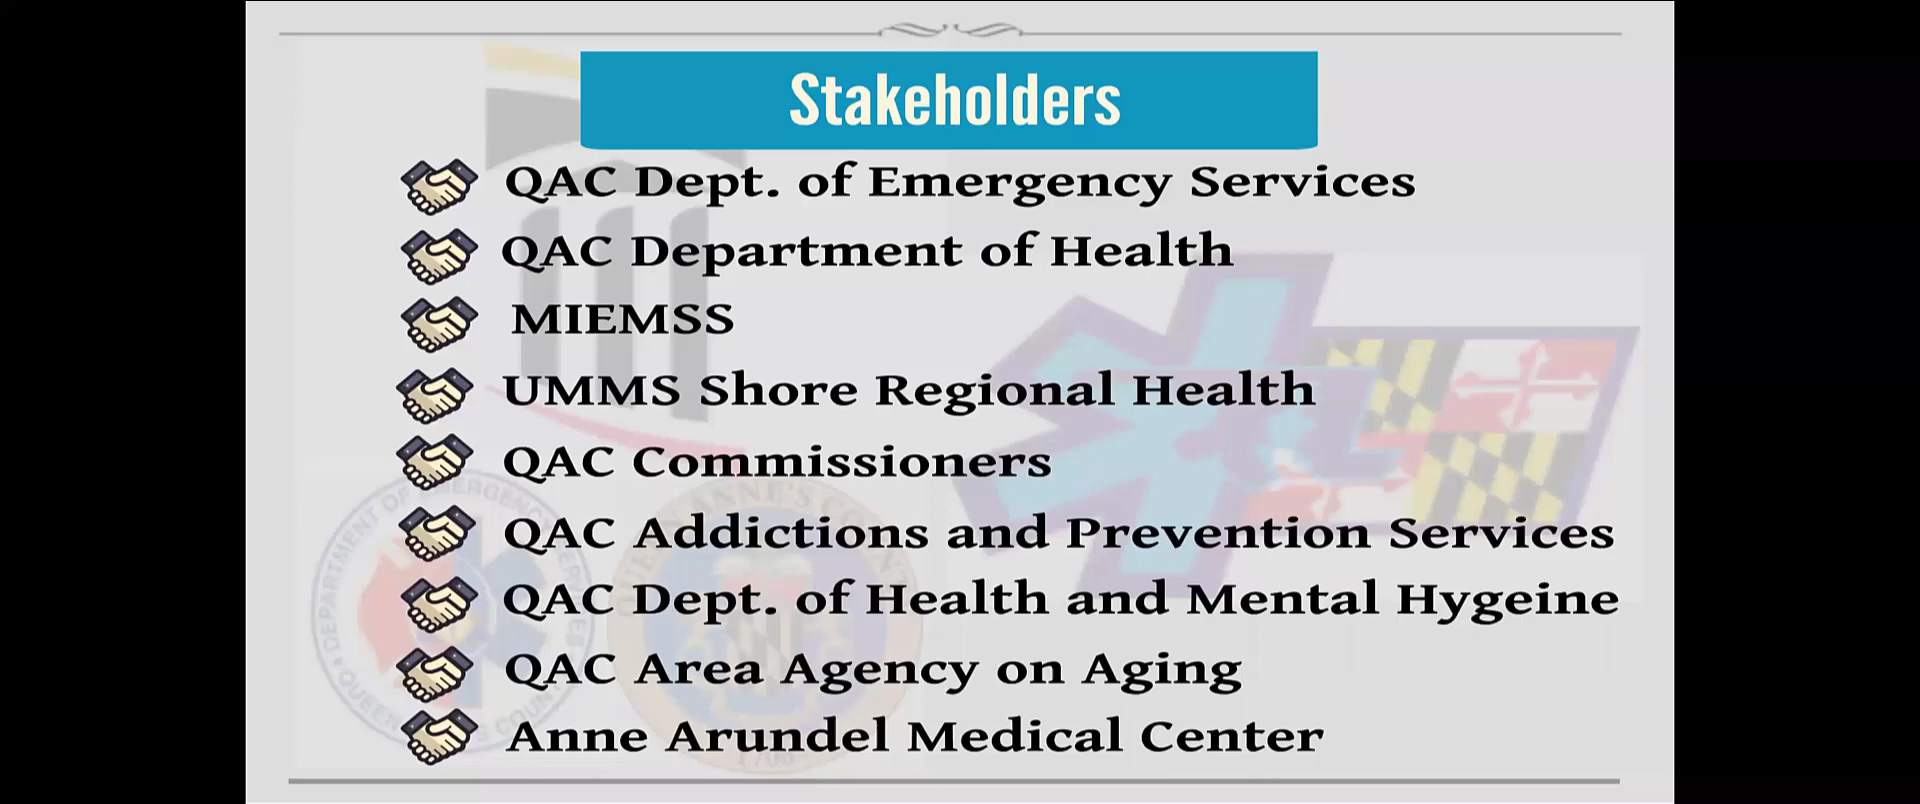 Stakeholders
QAC Dept. of Emergency Services
QAC Department of Health
MIEMSS
UMMS Shore Regional Health
QAC Commissioners
QAC Addictions and Prevention Services
QAC Dept. of Health and Mental Hygeine
QAC Area Agency on Aging
Anne Arundel Medical Center